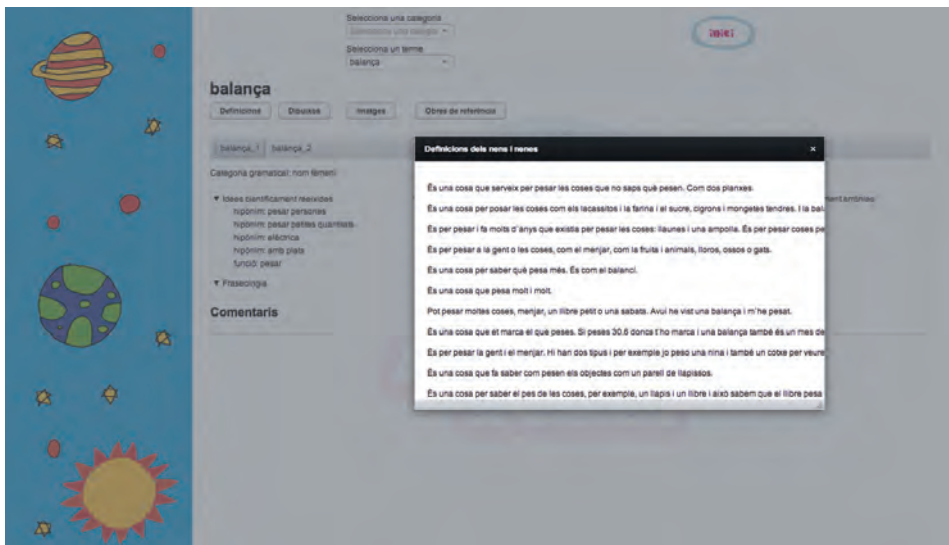 Selecciona una categoria
Selecciona un terme
balança
inici
balança
Definicions Dibuixos Imatges Obres de referència
balança_1 balança_2
Categoria gramatical: nom femení
▼ Idees científicament reeixides
hipònim: pesar persones
hipònim: pesar petites quantitats
hipònim: elèctrica
hipònim: amb plats
funció: pesar
▼ Fraseologia
Comentaris
Definicions dels nens i nenes ×
És una cosa que serveix per pesar les coses que no saps què pesen. Com dos planxes.
És una cosa per posar les coses com els lacassitos i la farina i el sucre, cigrons i mongetes tendres. I la bal
És per pesar i fa molts d'anys que existia per pesar les coses: llaunes i una ampolla. És per pesar coses pe
És per pesar a la gent o les coses, com el menjar, com la fruita i animals, lloros, ossos o gats.
És una cosa per saber què pesa més. És com el balancí.
És una cosa que pesa molt i molt.
Pot pesar moltes coses, menjar, un llibre petit o una sabata. Avui he vist una balança i m'he pesat.
És una cosa que et marca el que peses. Si peses 30.6 doncs t'ho marca i una balança també és un mes de
És per pesar la gent i el menjar. Hi han dos tipus i per exemple jo peso una nina i també un cotxe per veure
És una cosa que fa saber com pesen els objectes com un parell de llapissos.
És una cosa per saber el pes de les coses, per exemple, un llapis i un llibre i això sabem que el llibre pesa